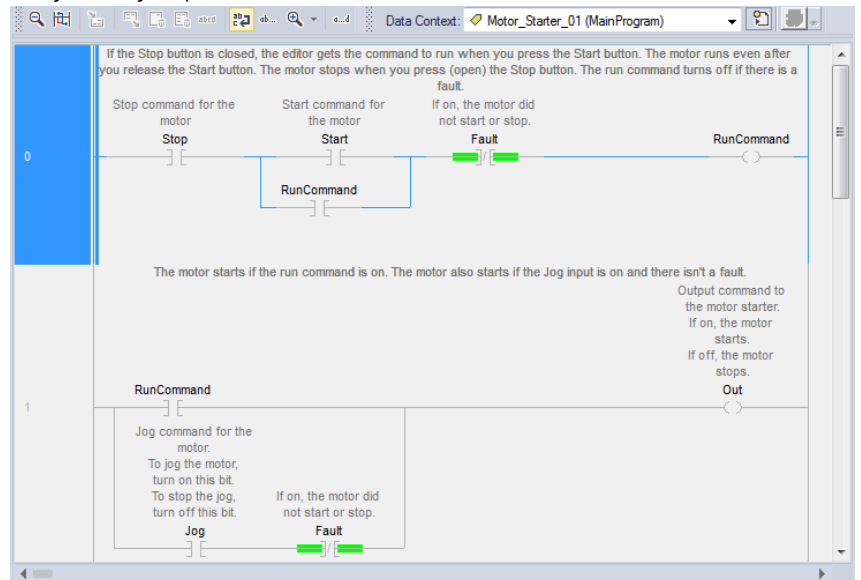 abcd
ab...
a...d
Data Context: Motor_Starter_01 (MainProgram)
If the Stop button is closed, the editor gets the command to run when you press the Start button. The motor runs even after
you release the Start button. The motor stops when you press (open) the Stop button. The run command turns off if there is a
fault.
Stop command for the
motor
Stop
Start command for
the motor
Start
If on, the motor did
not start or stop.
Fault
RunCommand
0
RunCommand
The motor starts if the run command is on. The motor also starts if the Jog input is on and there isn't a fault.
Output command to
the motor starter.
If on, the motor
starts.
If off, the motor
stops.
Out
RunCommand
1
Jog command for the
motor.
To jog the motor,
turn on this bit.
To stop the jog,
turn off this bit.
Jog
If on, the motor did
not start or stop.
Fault